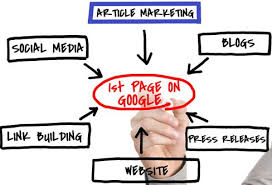 ARTICLE MARKETING
SOCIAL MEDIA
BLOGS
1st PAGE ON
GOOGLE
LINK BUILDING
PRESS RELEASES
WEBSITE